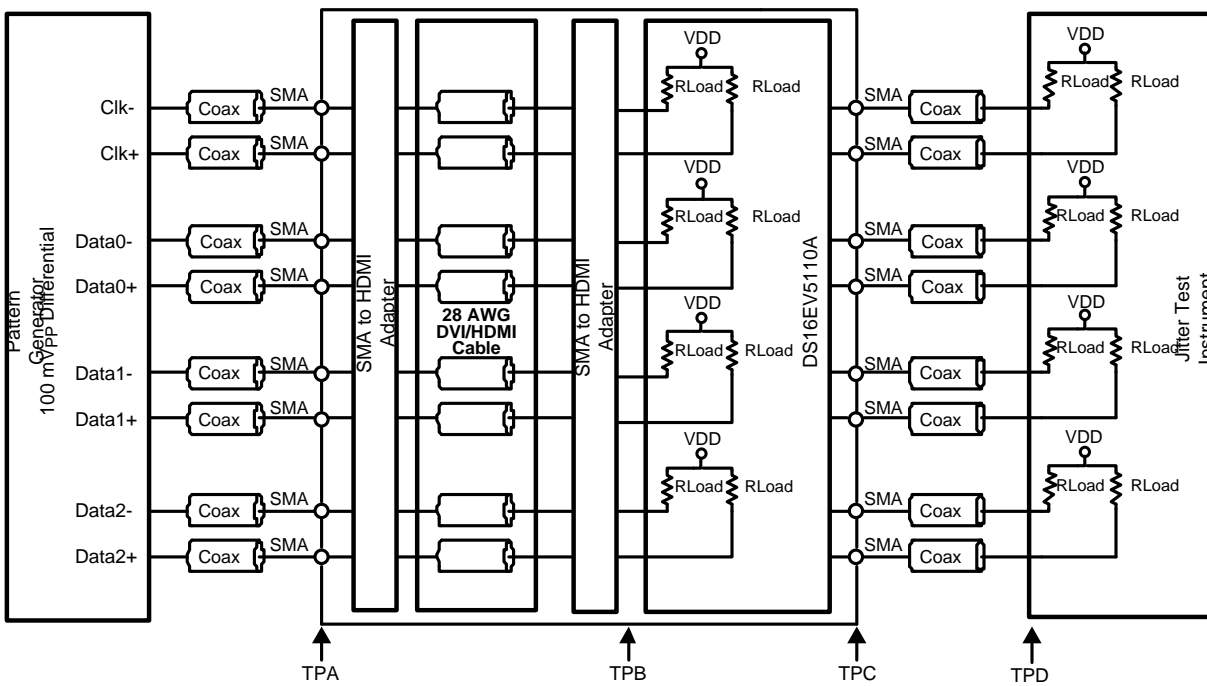 Pattern
Generator
100 mVPP Differential
Clk-
Clk+
Data0-
Data0+
Data1-
Data1+
Data2-
Data2+
Coax
Coax
Coax
Coax
Coax
Coax
Coax
Coax
SMA
SMA
SMA
SMA
SMA
SMA
SMA
SMA
SMA to HDMI
Adapter
28 AWG
DVI/HDMI
Cable
SMA to HDMI
Adapter
VDD
RLoad
RLoad
VDD
RLoad
RLoad
VDD
RLoad
RLoad
VDD
RLoad
RLoad
DS16EV5110A
SMA
SMA
SMA
SMA
SMA
SMA
SMA
SMA
Coax
Coax
Coax
Coax
Coax
Coax
Coax
Coax
VDD
RLoad
RLoad
VDD
RLoad
RLoad
VDD
RLoad
RLoad
VDD
RLoad
RLoad
Jitter Test
Instrument
TPA
TPB
TPC
TPD